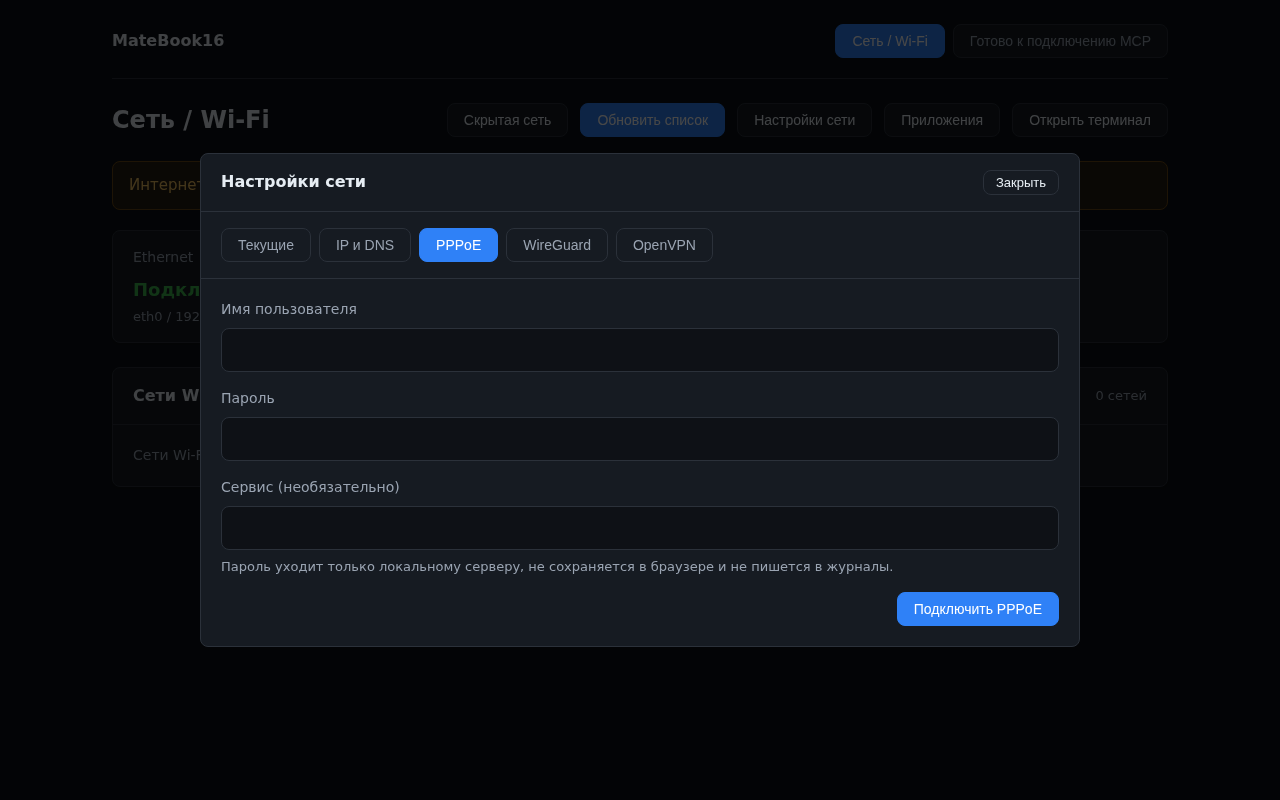 MateBook16
Сеть / Wi-Fi
Готово к подключению MCP
Сеть / Wi-Fi
Скрытая сеть
Обновить список
Настройки сети
Приложения
Открыть терминал
Интернет
Ethernet
Подкл
eth0 / 192
Сети W
0 сетей
Сети Wi-F
Настройки сети
Закрыть
Текущие
IP и DNS
PPPoE
WireGuard
OpenVPN
Имя пользователя
Пароль
Сервис (необязательно)
Пароль уходит только локальному серверу, не сохраняется в браузере и не пишется в журналы.
Подключить PPPoE